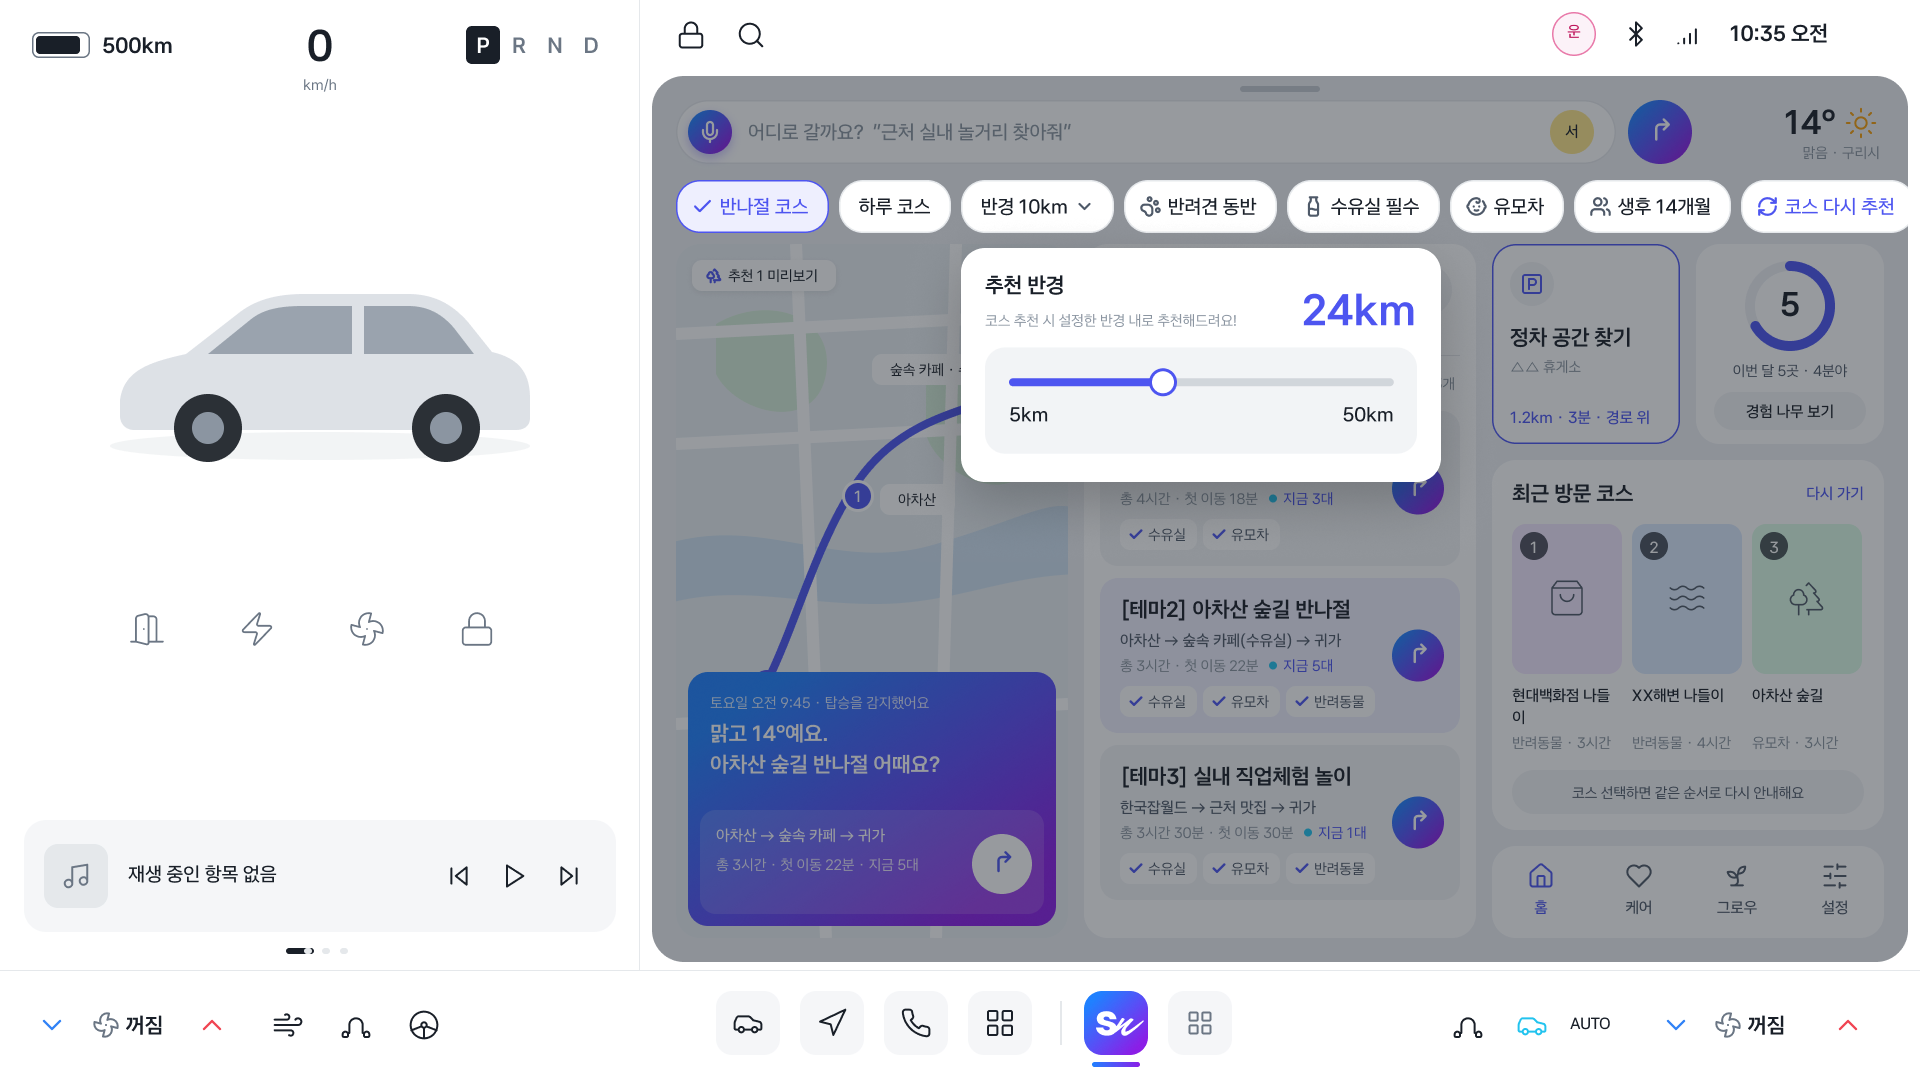 500km
0
km/h
P R N D
운
10:35 오전
어디로 갈까요? "근처 실내 놀거리 찾아줘"
서
14°
맑음 · 구리시
반나절 코스
하루 코스
반경 10km
반려견 동반
수유실 필수
유모차
생후 14개월
코스 다시 추천
추천 1 미리보기
숲속 카페 ·
1
아차산
추천 반경
코스 추천 시 설정한 반경 내로 추천해드려요!
24km
5km
50km
개
총 4시간 · 첫 이동 18분
지금 3대
수유실
유모차
[테마2] 아차산 숲길 반나절
아차산 → 숲속 카페(수유실) → 귀가
총 3시간 · 첫 이동 22분
지금 5대
수유실
유모차
반려동물
[테마3] 실내 직업체험 놀이
한국잡월드 → 근처 맛집 → 귀가
총 3시간 30분 · 첫 이동 30분
지금 1대
수유실
유모차
반려동물
토요일 오전 9:45 · 탑승을 감지했어요
맑고 14°예요.
아차산 숲길 반나절 어때요?
아차산 → 숲속 카페 → 귀가
총 3시간 · 첫 이동 22분 · 지금 5대
P
정차 공간 찾기
△△ 휴게소
1.2km · 3분 · 경로 위
5
이번 달 5곳 · 4분야
경험 나무 보기
최근 방문 코스
다시 가기
1
2
3
현대백화점 나들
이
XX해변 나들이
아차산 숲길
반려동물 · 3시간
반려동물 · 4시간
유모차 · 3시간
코스 선택하면 같은 순서로 다시 안내해요
홈
케어
그로우
설정
재생 중인 항목 없음
꺼짐
Su
AUTO
꺼짐